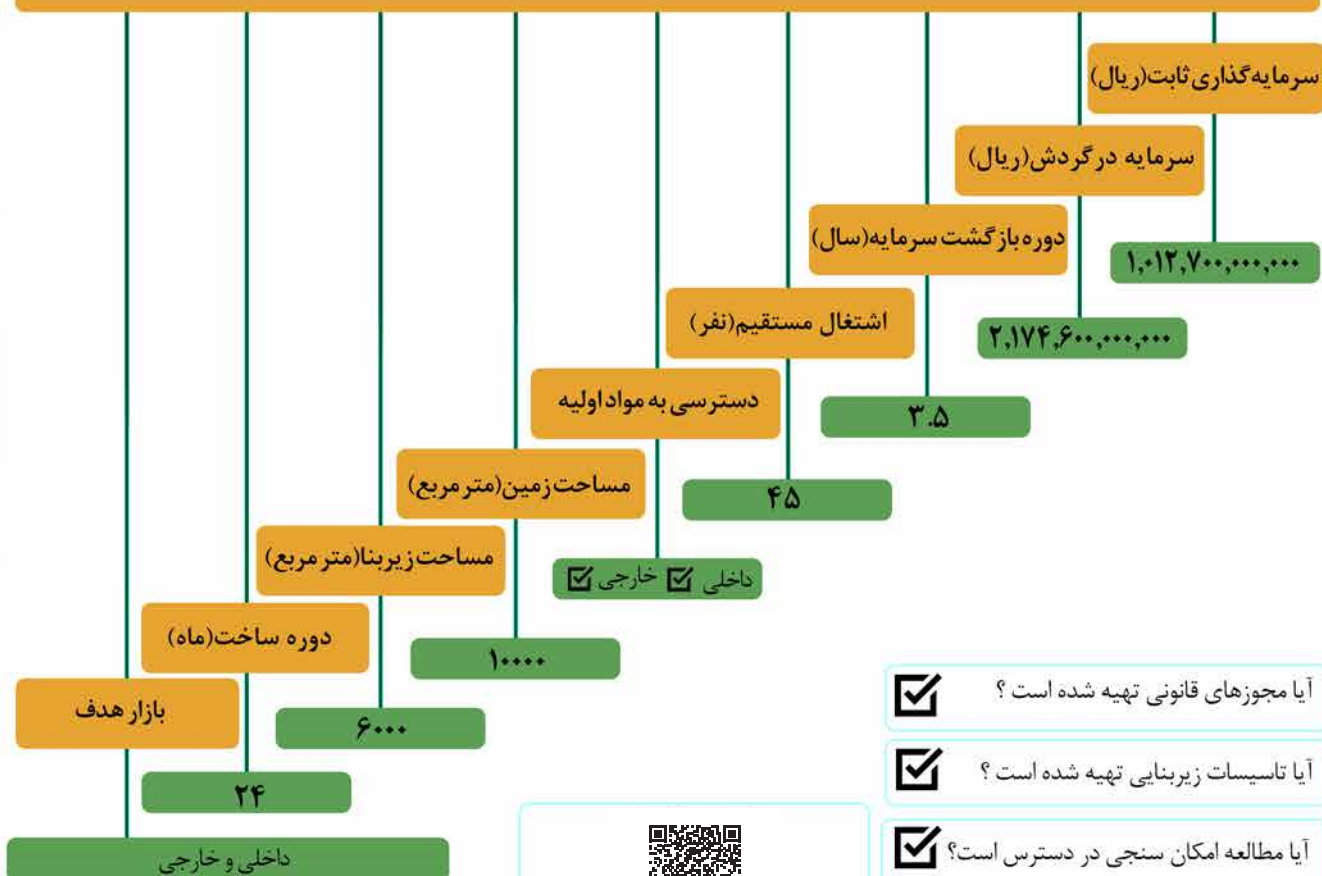 سرمایه‌گذاری ثابت(ریال)
۱,۰۱۲,۷۰۰,۰۰۰,۰۰۰
سرمایه در گردش(ریال)
۲,۱۷۴,۶۰۰,۰۰۰,۰۰۰
دوره بازگشت سرمایه(سال)
۳.۵
اشتغال مستقیم(نفر)
۴۵
دسترسی به مواد اولیه
داخلی ☑ خارجی ☑
مساحت زمین(متر مربع)
۱۰۰۰۰
مساحت زیربنا(متر مربع)
۶۰۰۰
دوره ساخت(ماه)
۲۴
بازار هدف
داخلی و خارجی
آیا مجوزهای قانونی تهیه شده است ؟ ☑
آیا تاسیسات زیربنایی تهیه شده است ؟ ☑
آیا مطالعه امکان سنجی در دسترس است؟ ☑